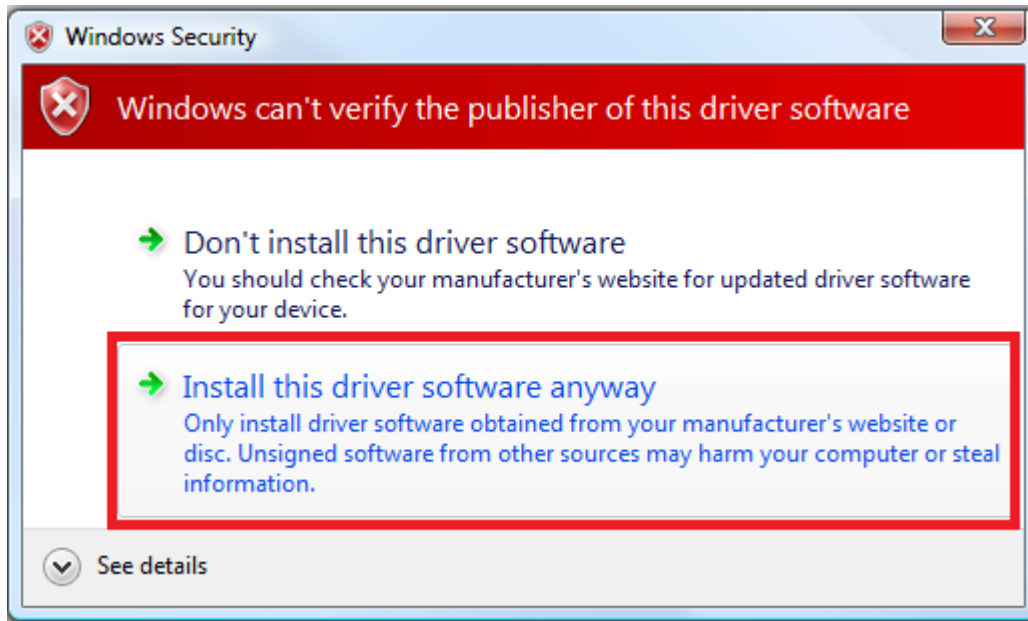 Windows Security
Windows can't verify the publisher of this driver software
Don't install this driver software
You should check your manufacturer's website for updated driver software
for your device.
Install this driver software anyway
Only install driver software obtained from your manufacturer's website or
disc. Unsigned software from other sources may harm your computer or steal
information.
See details